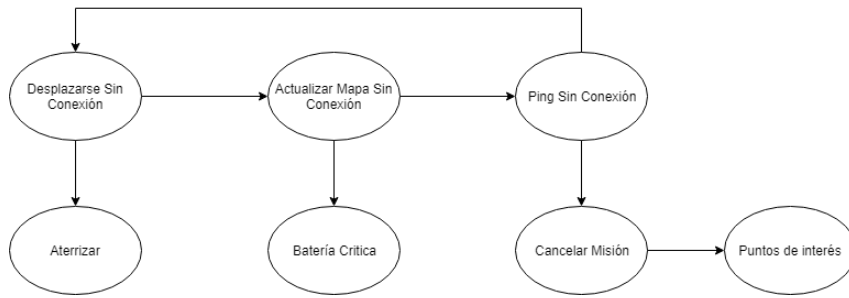 Desplazarse Sin
Conexión
Actualizar Mapa Sin
Conexión
Ping Sin Conexión
Aterrizar
Batería Critica
Cancelar Misión
Puntos de interés